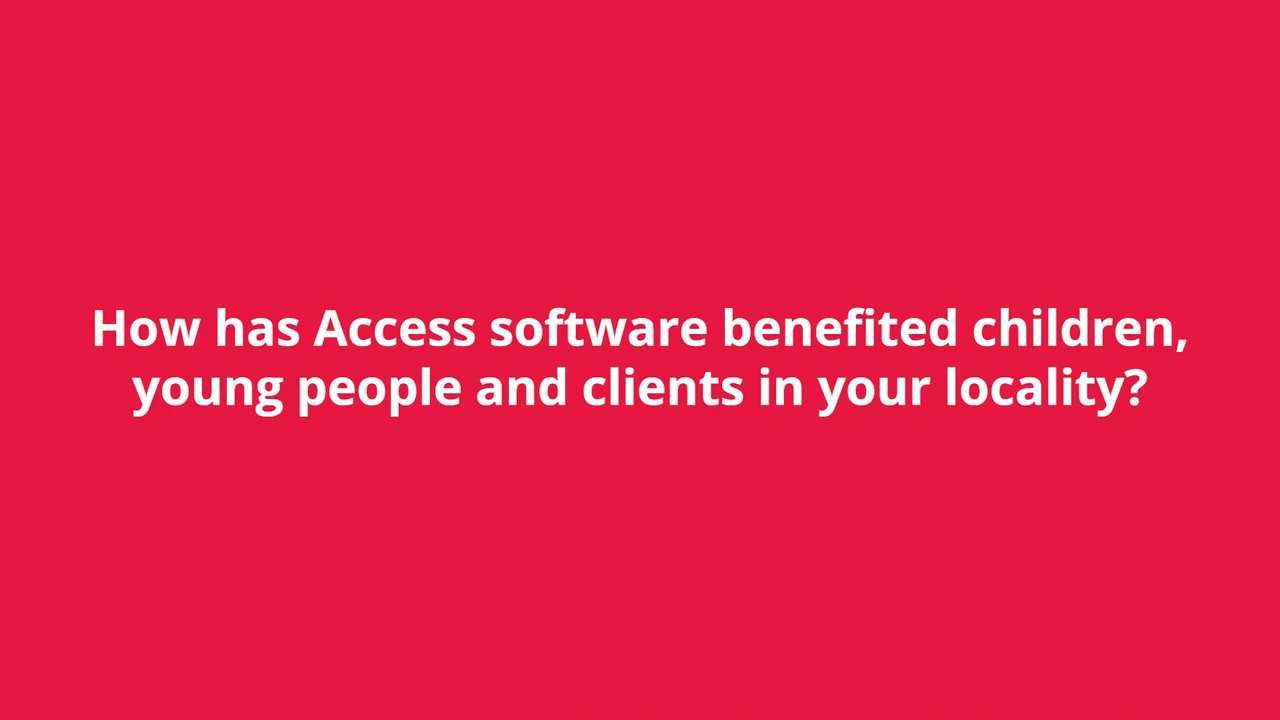 How has Access software benefited children,
young people and clients in your locality?